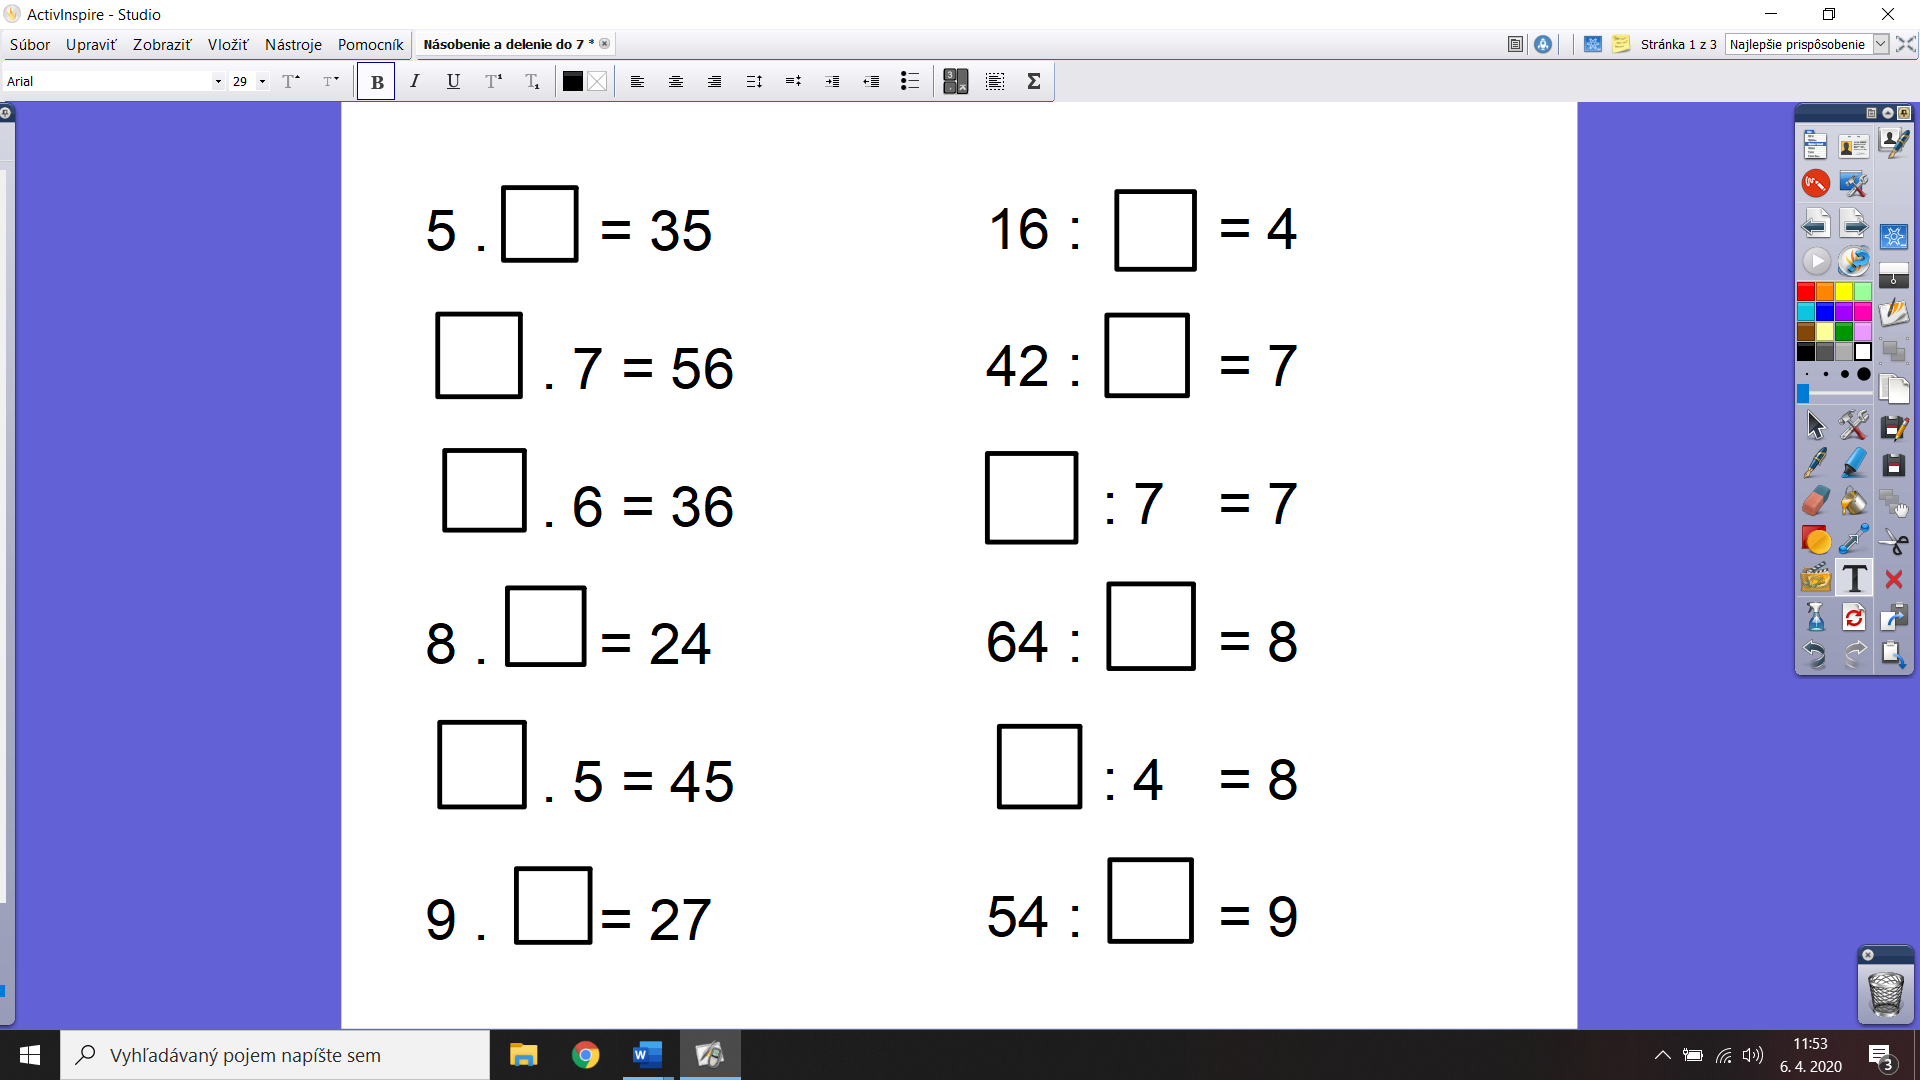 ActivInspire - Studio
Súbor Upraviť Zobraziť Vložiť Nástroje Pomocník Násobenie a delenie do 7 * Stránka 1 z 3 Najlepšie prispôsobenie
Arial 29 B I U
5 . = 35 16 : = 4
. 7 = 56 42 : = 7
. 6 = 36 : 7 = 7
8 . = 24 64 : = 8
. 5 = 45 : 4 = 8
9 . = 27 54 : = 9
Vyhľadávaný pojem napíšte sem
11:53
6. 4. 2020
3